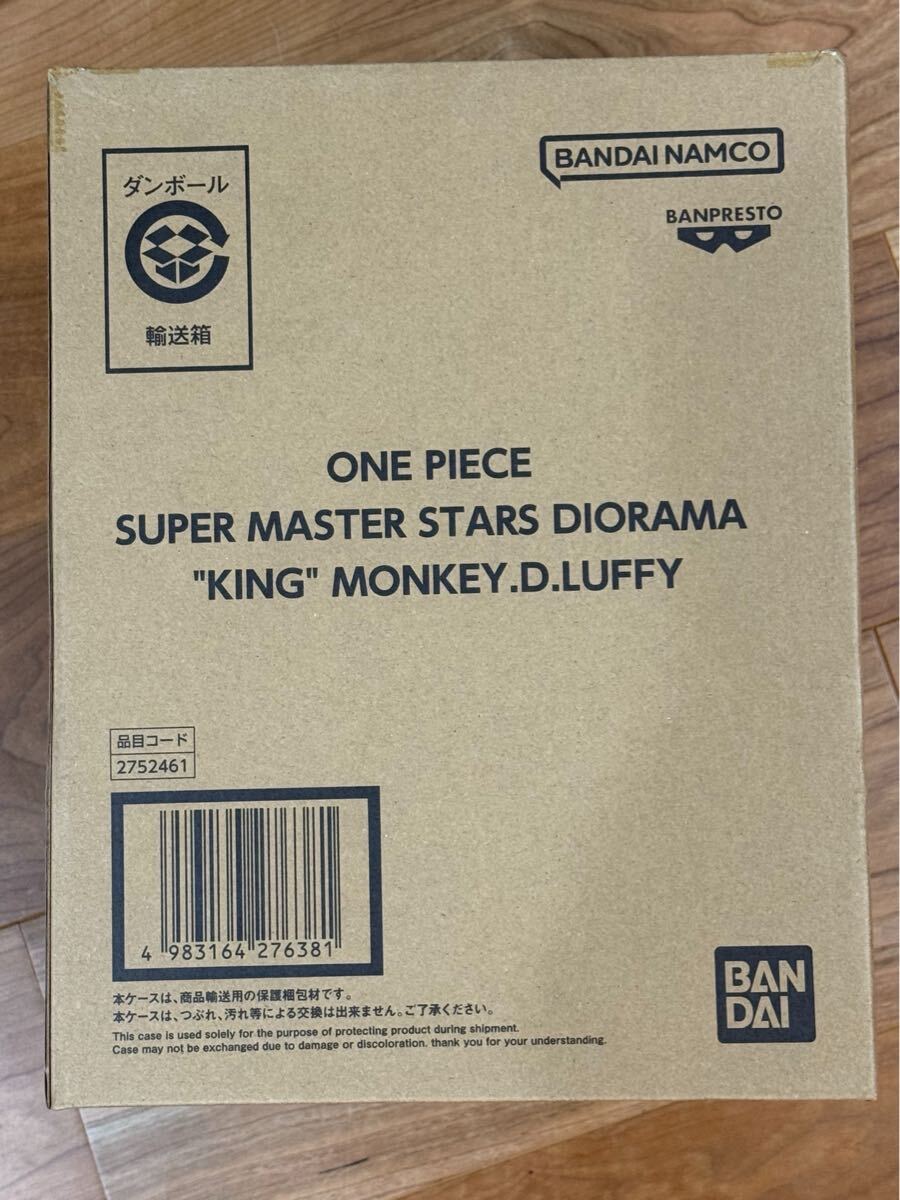 ダンボール
輸送箱
BANDAI NAMCO
BANPRESTO
ONE PIECE
SUPER MASTER STARS DIORAMA
"KING" MONKEY.D.LUFFY
品目コード
2752461
4 983164 276381
本ケースは、商品輸送用の保護梱包材です。
本ケースは、つぶれ、汚れ等による交換は出来ません。ご了承ください。
This case is used solely for the purpose of protecting product during shipment.
Case may not be exchanged due to damage or discoloration. thank you for your understanding.
BAN
DAI